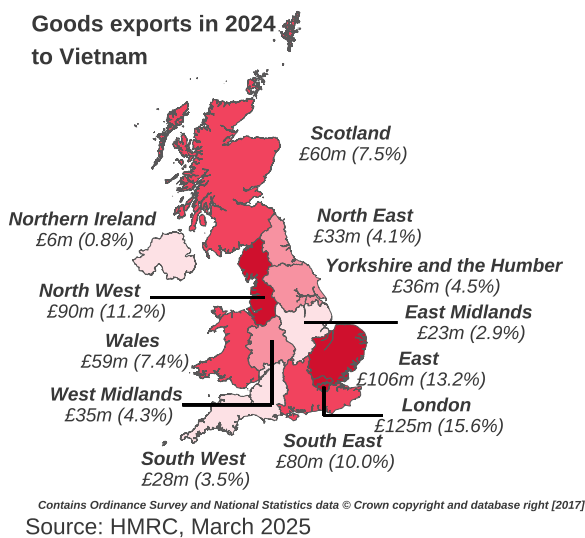 Goods exports in 2024
to Vietnam
Scotland
£60m (7.5%)
Northern Ireland
£6m (0.8%)
North East
£33m (4.1%)
Yorkshire and the Humber
£36m (4.5%)
North West
£90m (11.2%)
East Midlands
£23m (2.9%)
Wales
£59m (7.4%)
East
£106m (13.2%)
West Midlands
£35m (4.3%)
London
£125m (15.6%)
South East
£80m (10.0%)
South West
£28m (3.5%)
Contains Ordinance Survey and National Statistics data © Crown copyright and database right [2017]
Source: HMRC, March 2025